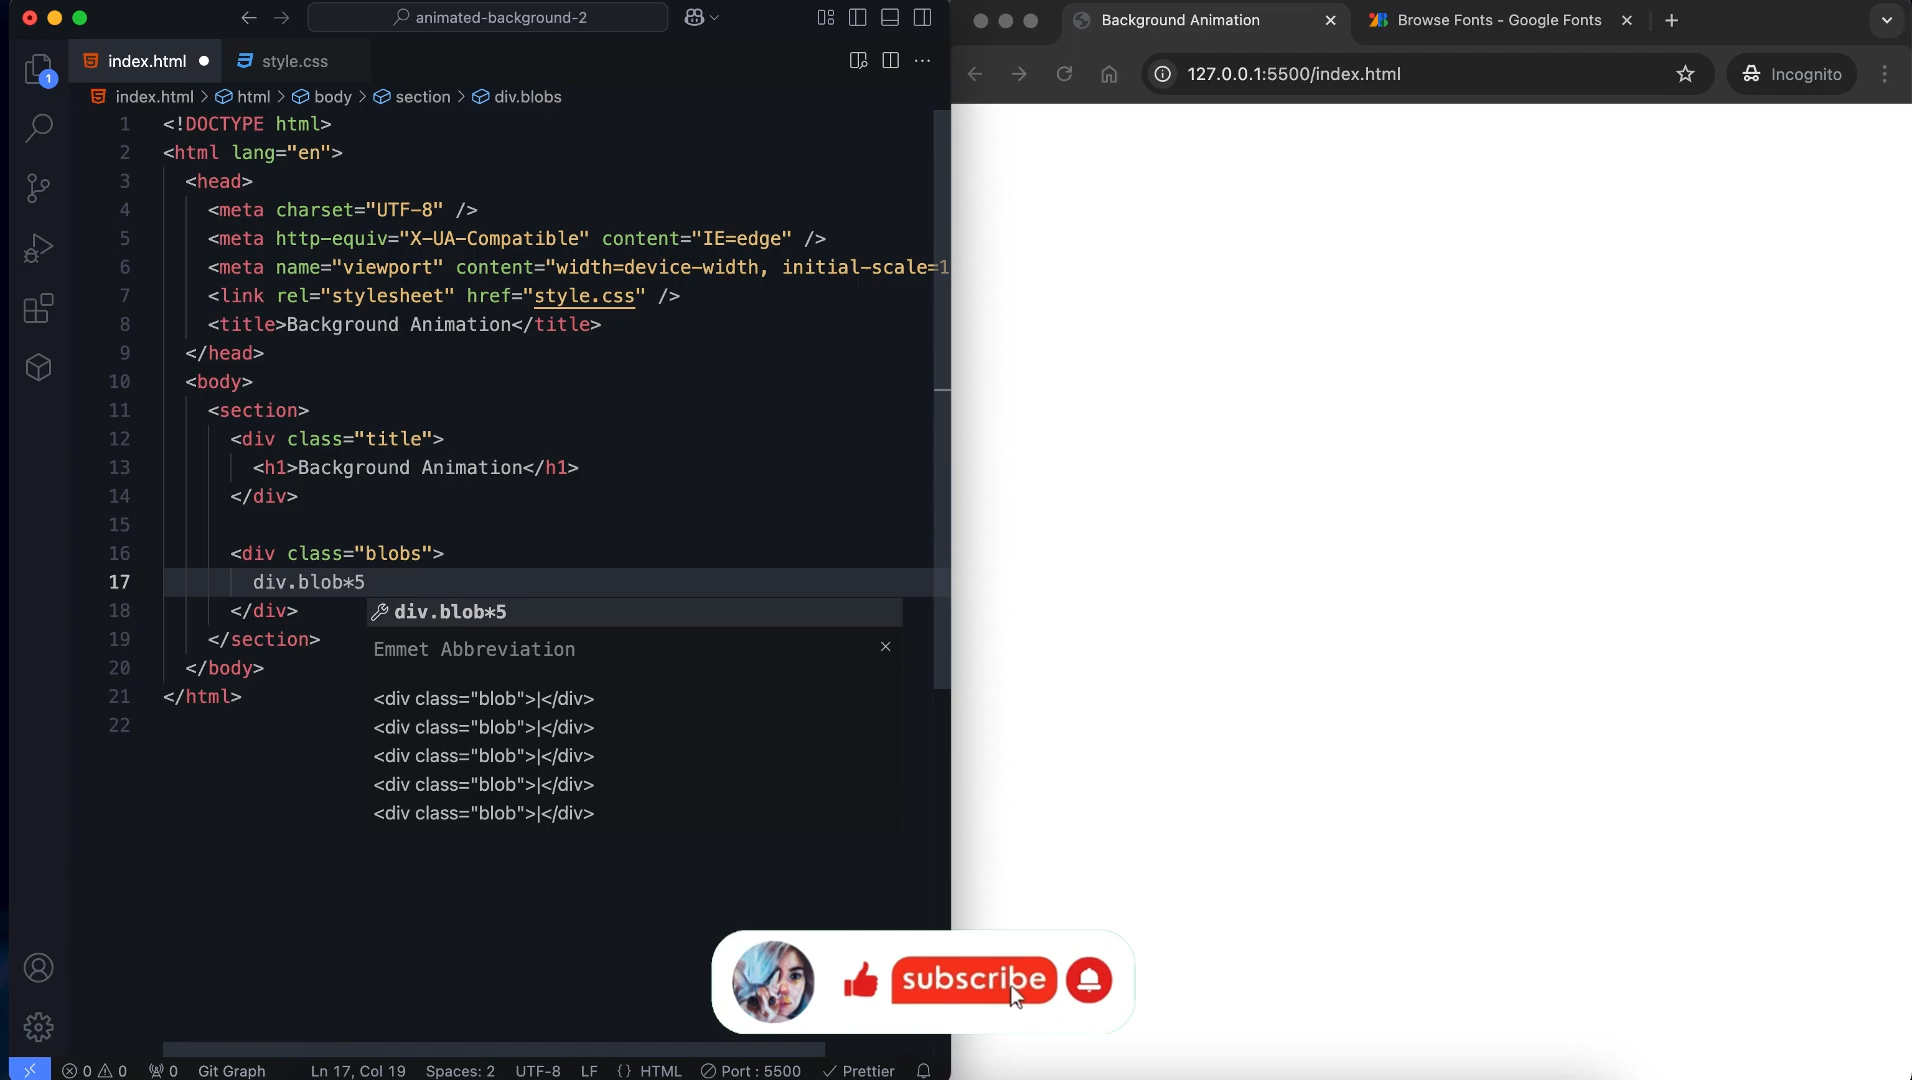 animated-background-2
Background Animation
Browse Fonts - Google Fonts
1
index.html
style.css
127.0.0.1:5500/index.html
Incognito
index.html > html > body > section > div.blobs
1 <!DOCTYPE html>
2 <html lang="en">
3 <head>
4 <meta charset="UTF-8" />
5 <meta http-equiv="X-UA-Compatible" content="IE=edge" />
6 <meta name="viewport" content="width=device-width, initial-scale=1
7 <link rel="stylesheet" href="style.css" />
8 <title>Background Animation</title>
9 </head>
10 <body>
11 <section>
12 <div class="title">
13 <h1>Background Animation</h1>
14 </div>
15
16 <div class="blobs">
17 div.blob*5
18 </div>
19 </section>
20 </body>
21 </html>
22
div.blob*5
Emmet Abbreviation
<div class="blob">|</div>
<div class="blob">|</div>
<div class="blob">|</div>
<div class="blob">|</div>
<div class="blob">|</div>
subscribe
0 0 0 Git Graph Ln 17, Col 19 Spaces: 2 UTF-8 LF {} HTML Port : 5500 Prettier